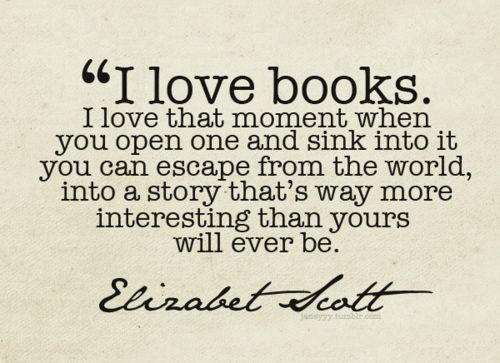 “I love books.
I love that moment when
you open one and sink into it
you can escape from the world,
into a story that’s way more
interesting than yours
will ever be.
Elizabet Scott
janeyyy.tumblr.com